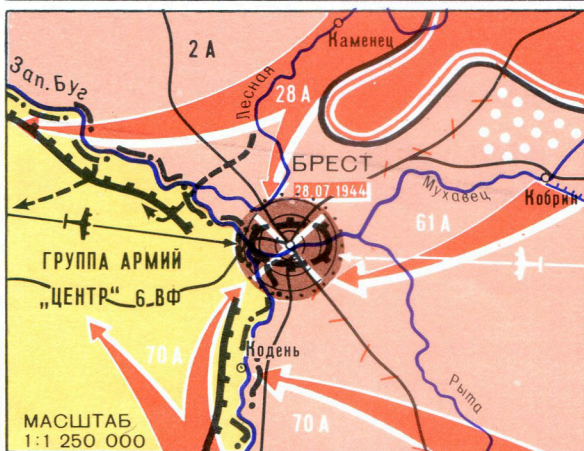 Каменец
2 А
Зап. Буг
Лесная
28 А
БРЕСТ
28.07.1944
Мухавец
Кобрин
61 А
ГРУППА АРМИЙ
„ЦЕНТР" 6 ВФ
70 А
Кодень
Рыта
70 А
МАСШТАБ
1:1 250 000